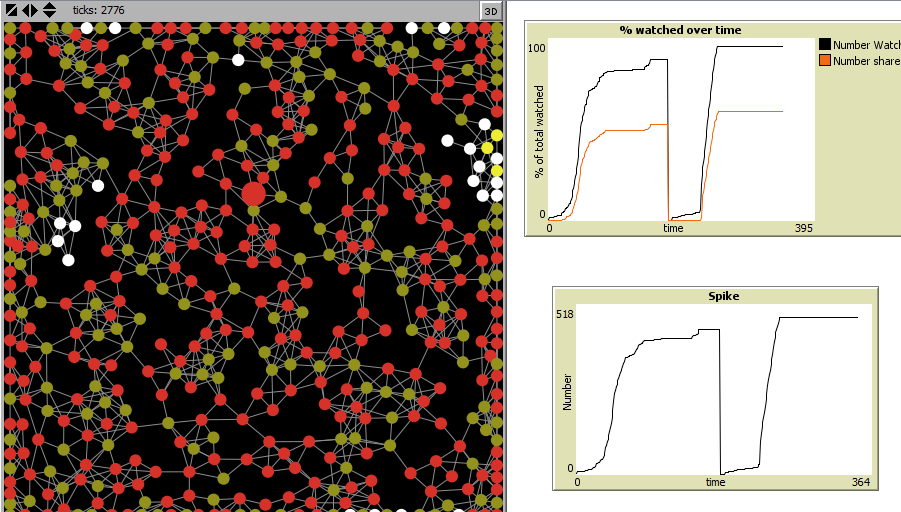 ticks: 2776
3D
% watched over time
100
% of total watched
0
0
time
395
Number Watch
Number share
Spike
518
Number
0
0
time
364